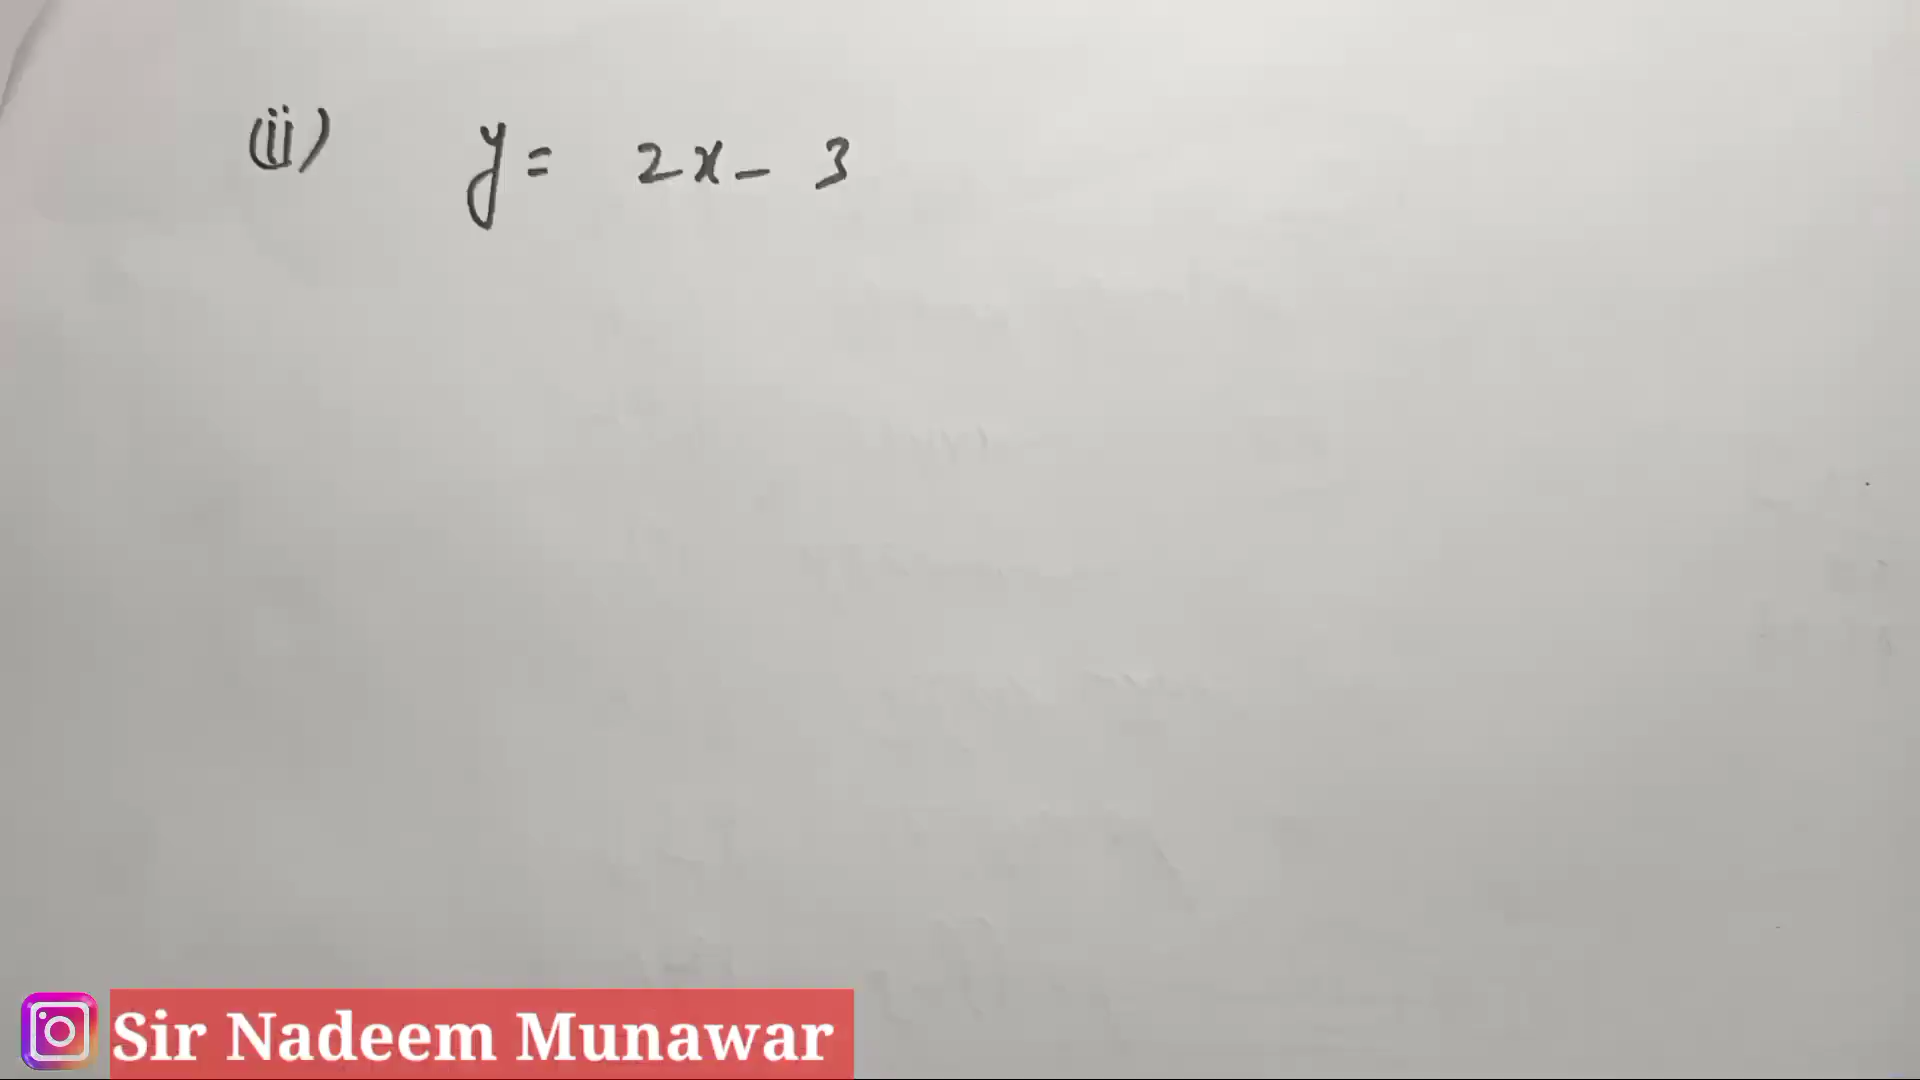 (ii) y = 2x - 3
Sir Nadeem Munawar